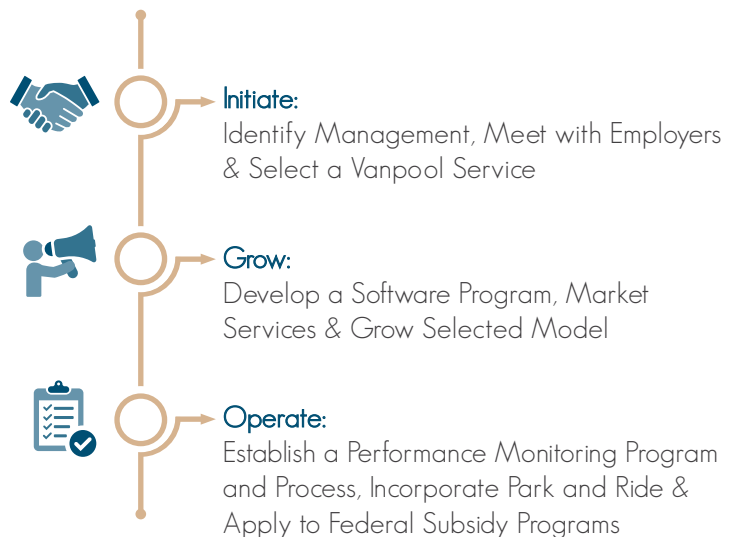 Initiate:
Identify Management, Meet with Employers
& Select a Vanpool Service
Grow:
Develop a Software Program, Market
Services & Grow Selected Model
Operate:
Establish a Performance Monitoring Program
and Process, Incorporate Park and Ride &
Apply to Federal Subsidy Programs